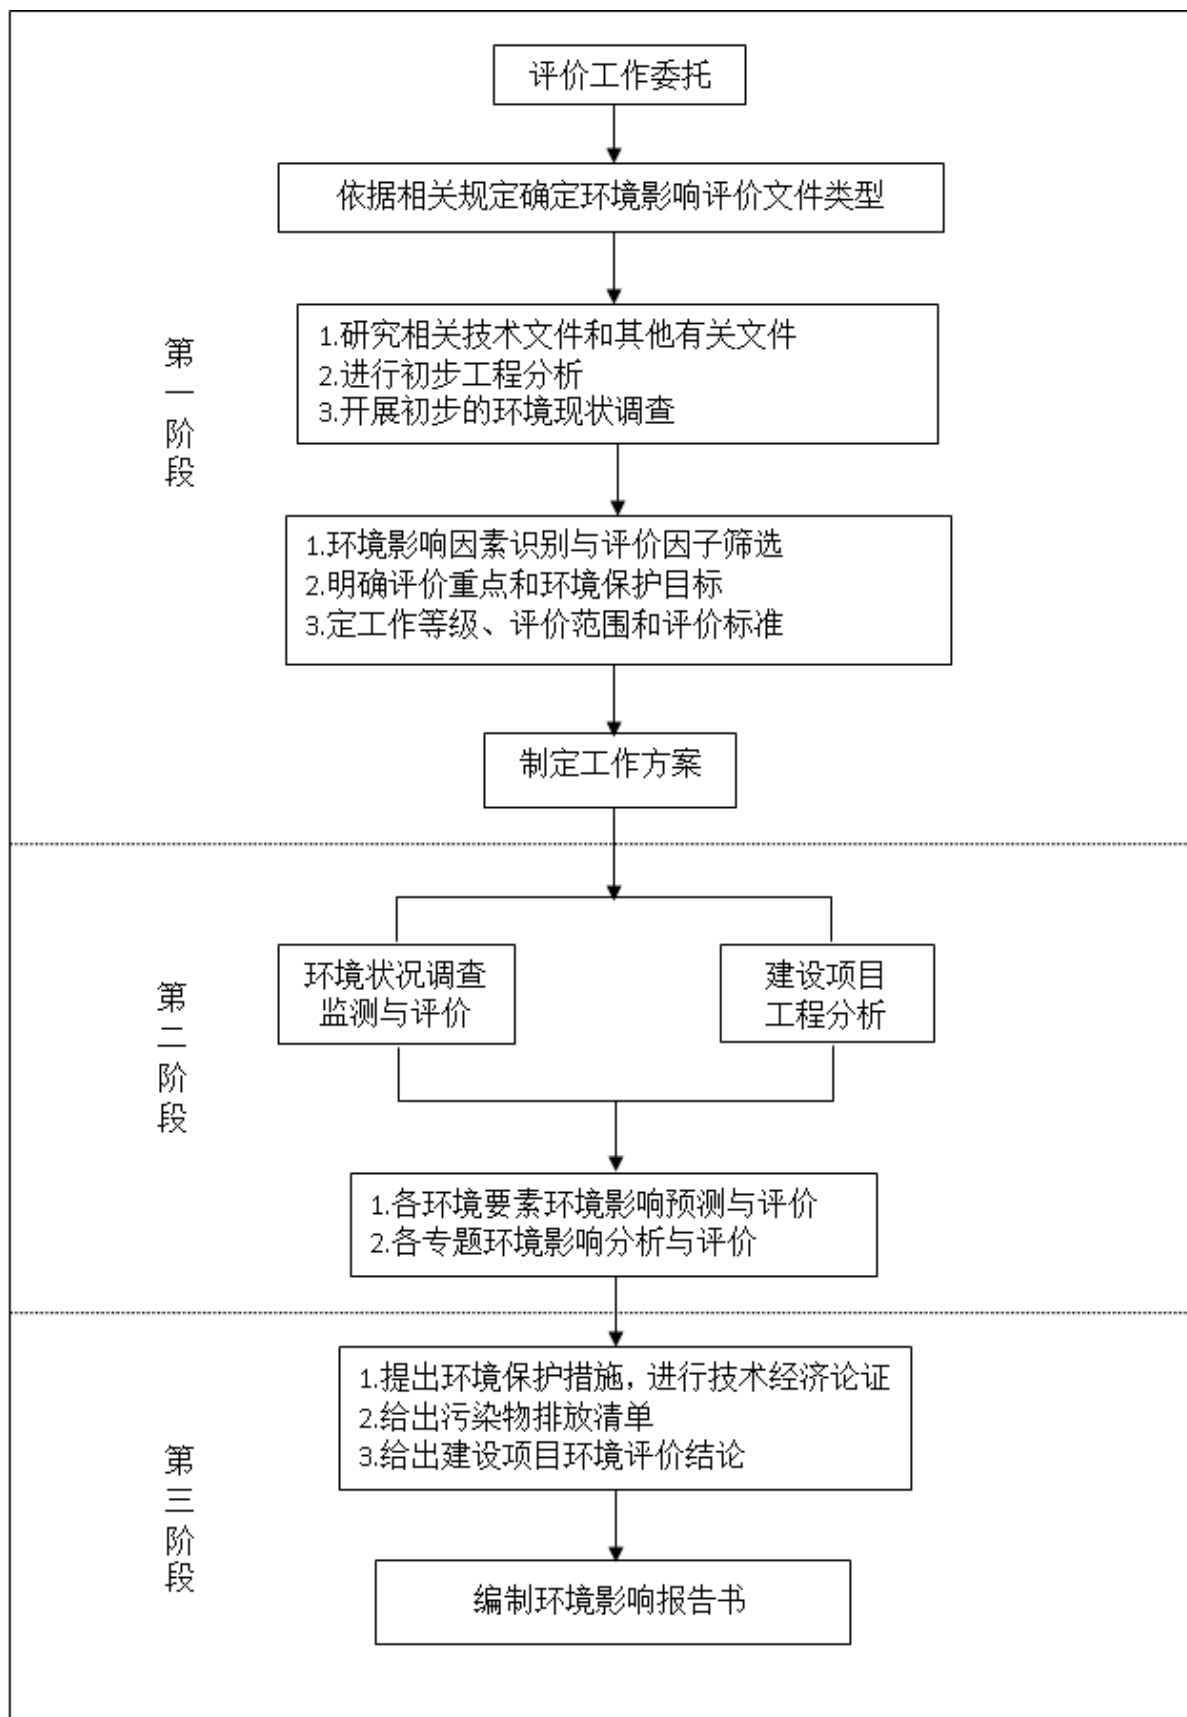 评价工作委托
依据相关规定确定环境影响评价文件类型
第一阶段
1.研究相关技术文件和其他有关文件
2.进行初步工程分析
3.开展初步的环境现状调查
1.环境影响因素识别与评价因子筛选
2.明确评价重点和环境保护目标
3.定工作等级、评价范围和评价标准
制定工作方案
第二阶段
环境状况调查
监测与评价
建设项目
工程分析
1.各环境要素环境影响预测与评价
2.各专题环境影响分析与评价
第三阶段
1.提出环境保护措施，进行技术经济论证
2.给出污染物排放清单
3.给出建设项目环境评价结论
编制环境影响报告书